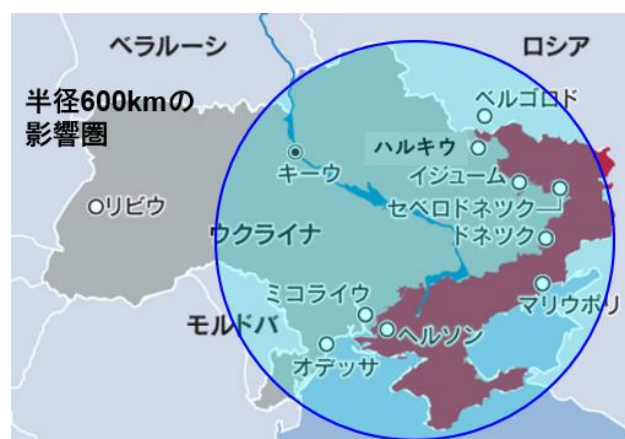 ベラルーシ
ロシア
半径600kmの
影響圏
ベルゴロド
ハルキウ
キーウ
イジューム
リビウ
セベロドネツク
ウクライナ
ドネツク
ミコライウ
マリウポリ
モルドバ
ヘルソン
オデッサ